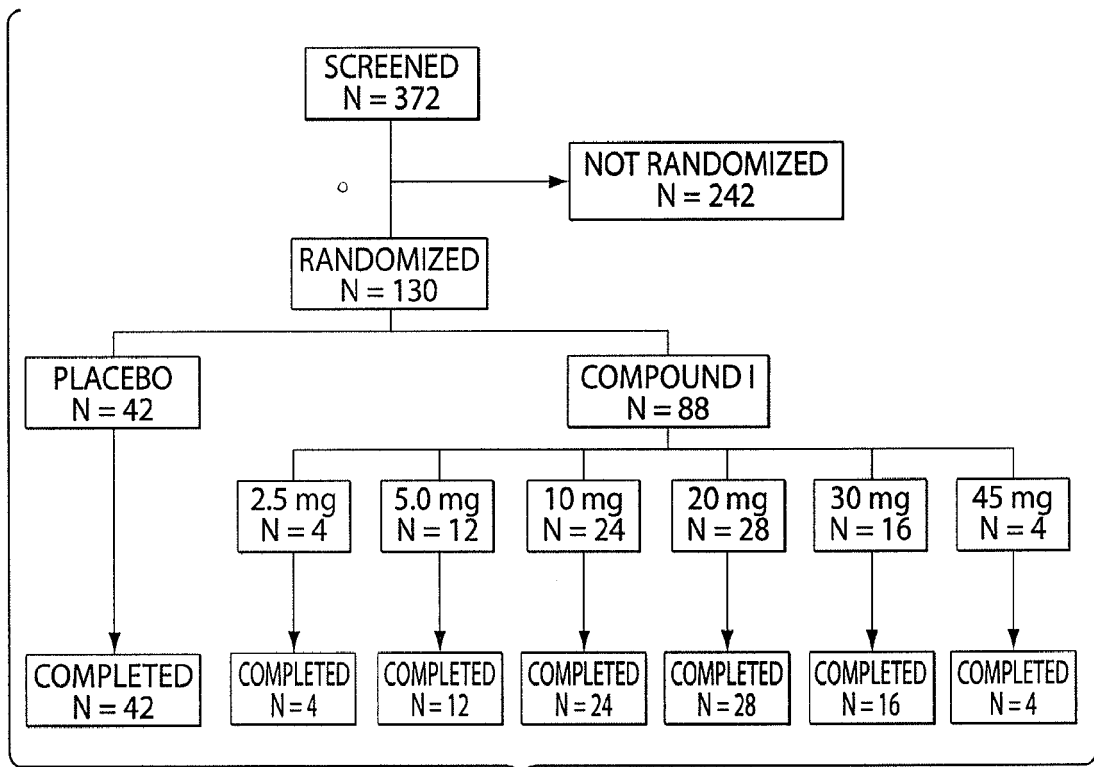 SCREENED
N = 372
NOT RANDOMIZED
N = 242
RANDOMIZED
N = 130
PLACEBO
N = 42
COMPOUND I
N = 88
2.5 mg
N = 4
5.0 mg
N = 12
10 mg
N = 24
20 mg
N = 28
30 mg
N = 16
45 mg
N = 4
COMPLETED
N = 42
COMPLETED
N = 4
COMPLETED
N = 12
COMPLETED
N = 24
COMPLETED
N = 28
COMPLETED
N = 16
COMPLETED
N = 4